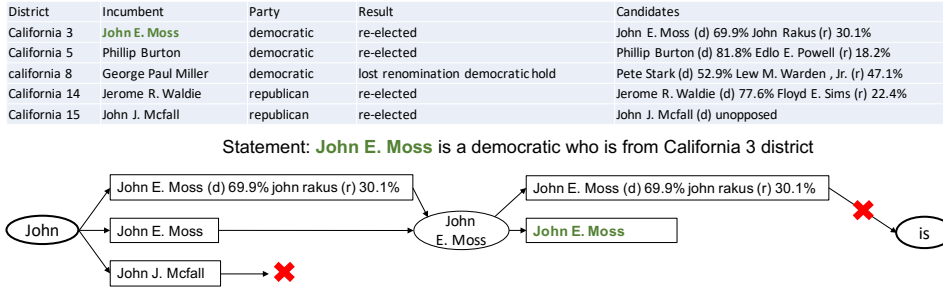 District Incumbent Party Result Candidates
California 3 John E. Moss democratic re-elected John E. Moss (d) 69.9% John Rakus (r) 30.1%
California 5 Phillip Burton democratic re-elected Phillip Burton (d) 81.8% Edlo E. Powell (r) 18.2%
california 8 George Paul Miller democratic lost renomination democratic hold Pete Stark (d) 52.9% Lew M. Warden , Jr. (r) 47.1%
California 14 Jerome R. Waldie republican re-elected Jerome R. Waldie (d) 77.6% Floyd E. Sims (r) 22.4%
California 15 John J. Mcfall republican re-elected John J. Mcfall (d) unopposed
Statement: John E. Moss is a democratic who is from California 3 district
John E. Moss (d) 69.9% john rakus (r) 30.1%
John E. Moss (d) 69.9% john rakus (r) 30.1%
John
John E. Moss
John
E. Moss
John E. Moss
is
John J. Mcfall